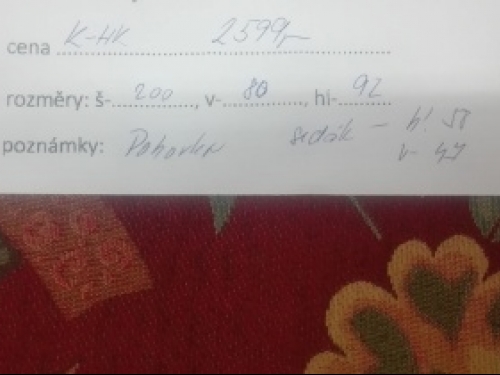 cena K-HK 2599,-
rozměry: š- 200, v- 80, hl- 92
poznámky: Pohovka sedák - hl 58
v- 47